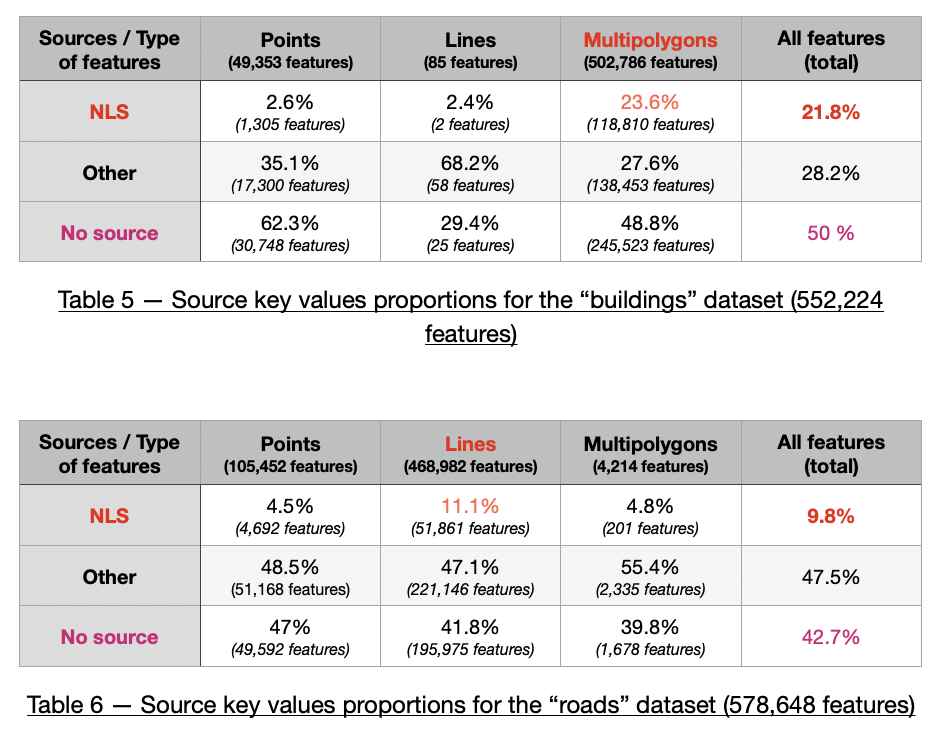 Sources / Type of features Points (49,353 features) Lines (85 features) Multipolygons (502,786 features) All features (total)
NLS 2.6% (1,305 features) 2.4% (2 features) 23.6% (118,810 features) 21.8%
Other 35.1% (17,300 features) 68.2% (58 features) 27.6% (138,453 features) 28.2%
No source 62.3% (30,748 features) 29.4% (25 features) 48.8% (245,523 features) 50 %
Table 5 — Source key values proportions for the “buildings” dataset (552,224
features)
Sources / Type of features Points (105,452 features) Lines (468,982 features) Multipolygons (4,214 features) All features (total)
NLS 4.5% (4,692 features) 11.1% (51,861 features) 4.8% (201 features) 9.8%
Other 48.5% (51,168 features) 47.1% (221,146 features) 55.4% (2,335 features) 47.5%
No source 47% (49,592 features) 41.8% (195,975 features) 39.8% (1,678 features) 42.7%
Table 6 — Source key values proportions for the “roads” dataset (578,648 features)